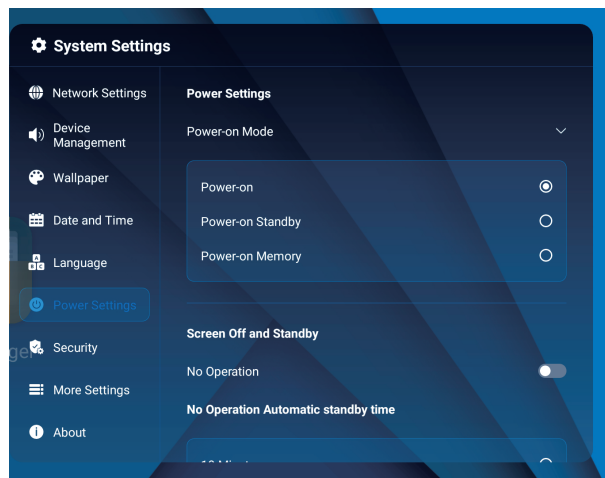 System Settings
Network Settings
Device
Management
Wallpaper
Date and Time
Language
Power Settings
Security
More Settings
About
Power Settings
Power-on Mode
Power-on
Power-on Standby
Power-on Memory
Screen Off and Standby
No Operation
No Operation Automatic standby time